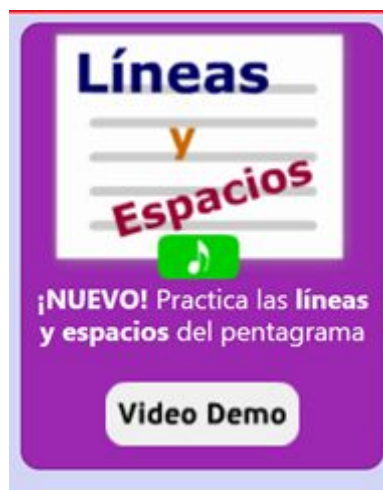 Líneas
y
Espacios
¡NUEVO! Practica las líneas
y espacios del pentagrama
Video Demo